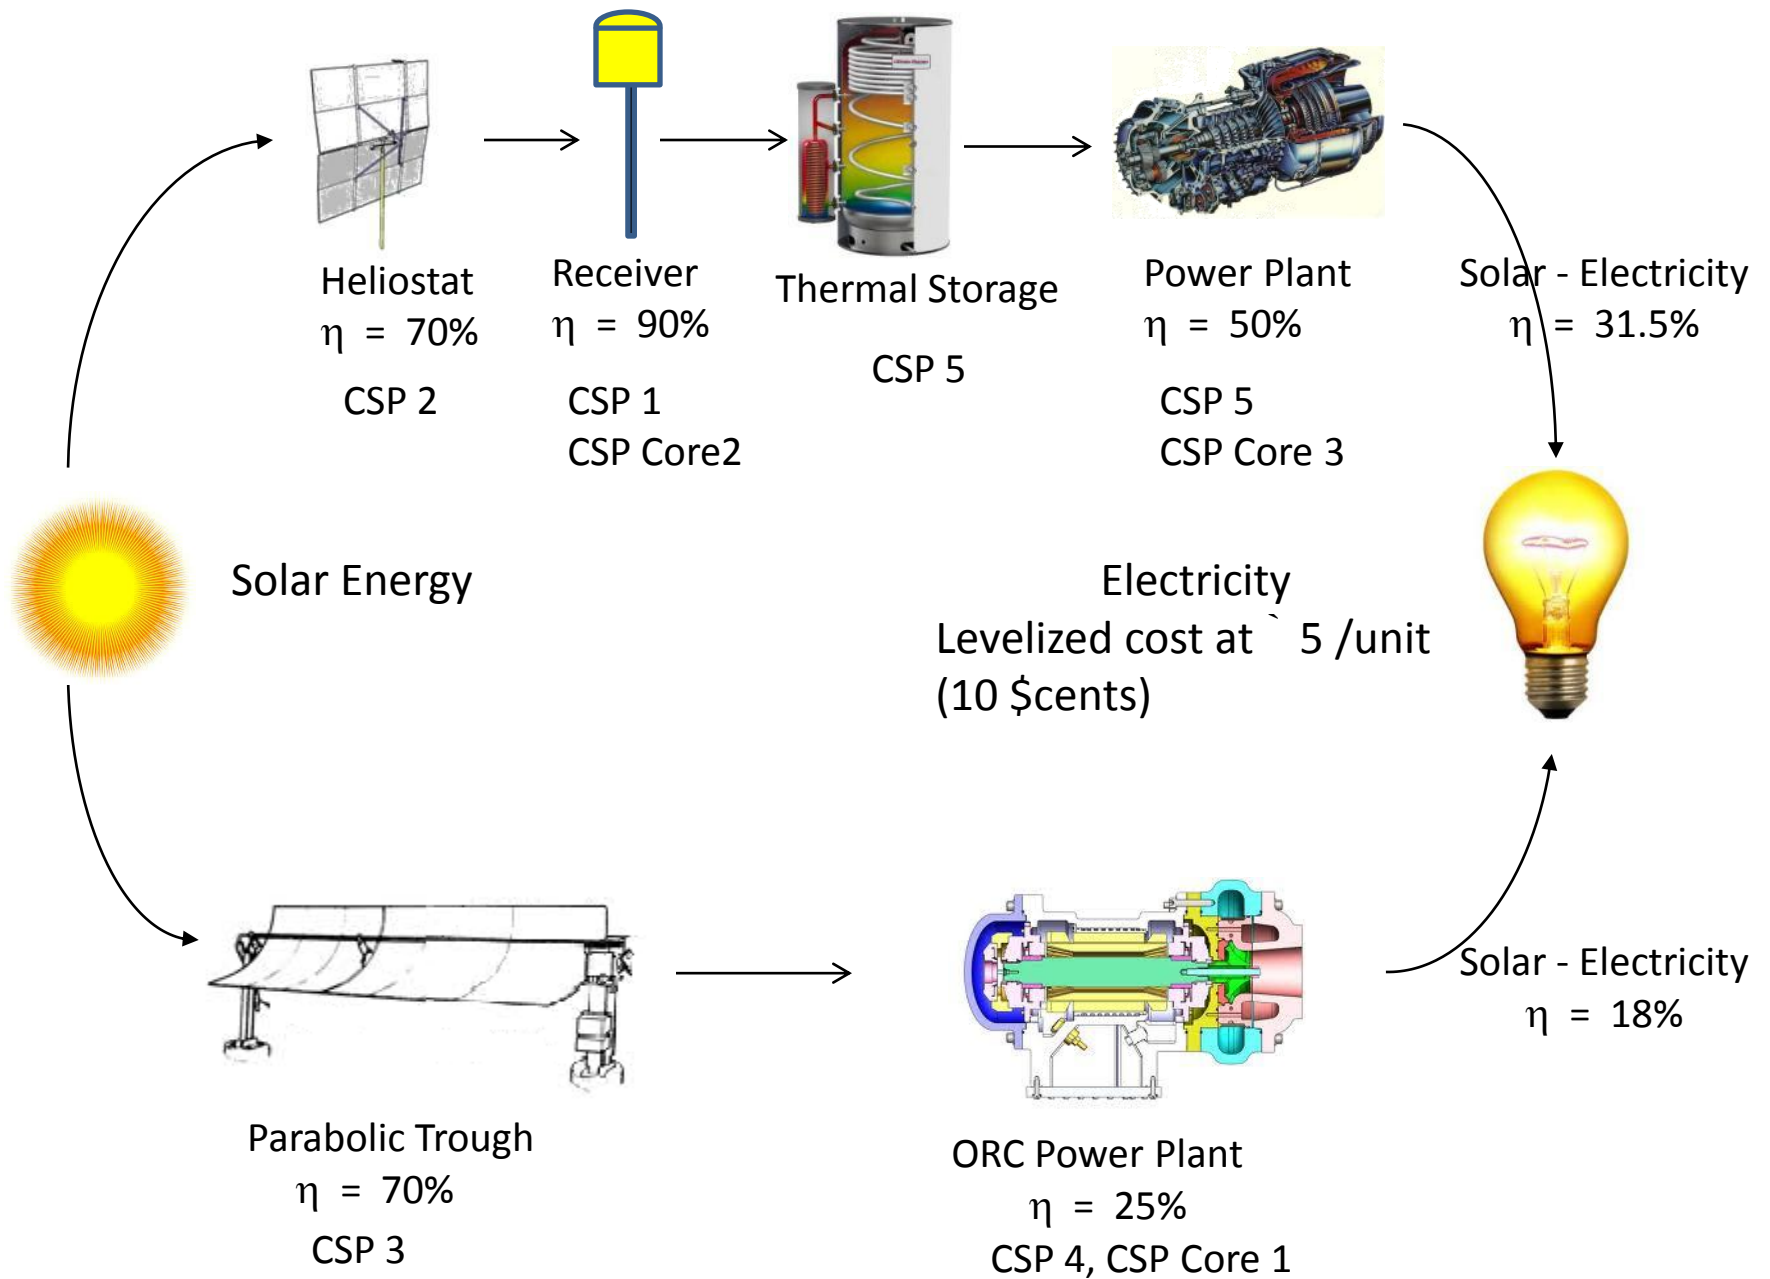 Heliostat
η = 70%
CSP 2
Receiver
η = 90%
CSP 1
CSP Core2
Thermal Storage
CSP 5
Power Plant
η = 50%
CSP 5
CSP Core 3
Solar - Electricity
η = 31.5%
Solar Energy
Electricity
Levelized cost at ` 5 /unit
(10 $cents)
Parabolic Trough
η = 70%
CSP 3
ORC Power Plant
η = 25%
CSP 4, CSP Core 1
Solar - Electricity
η = 18%